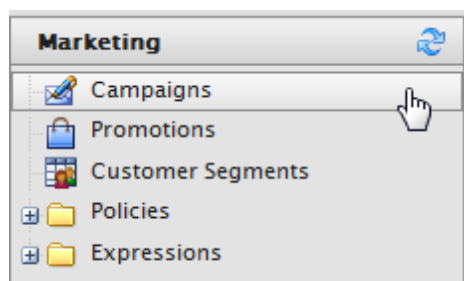 Marketing
Campaigns
Promotions
Customer Segments
Policies
Expressions